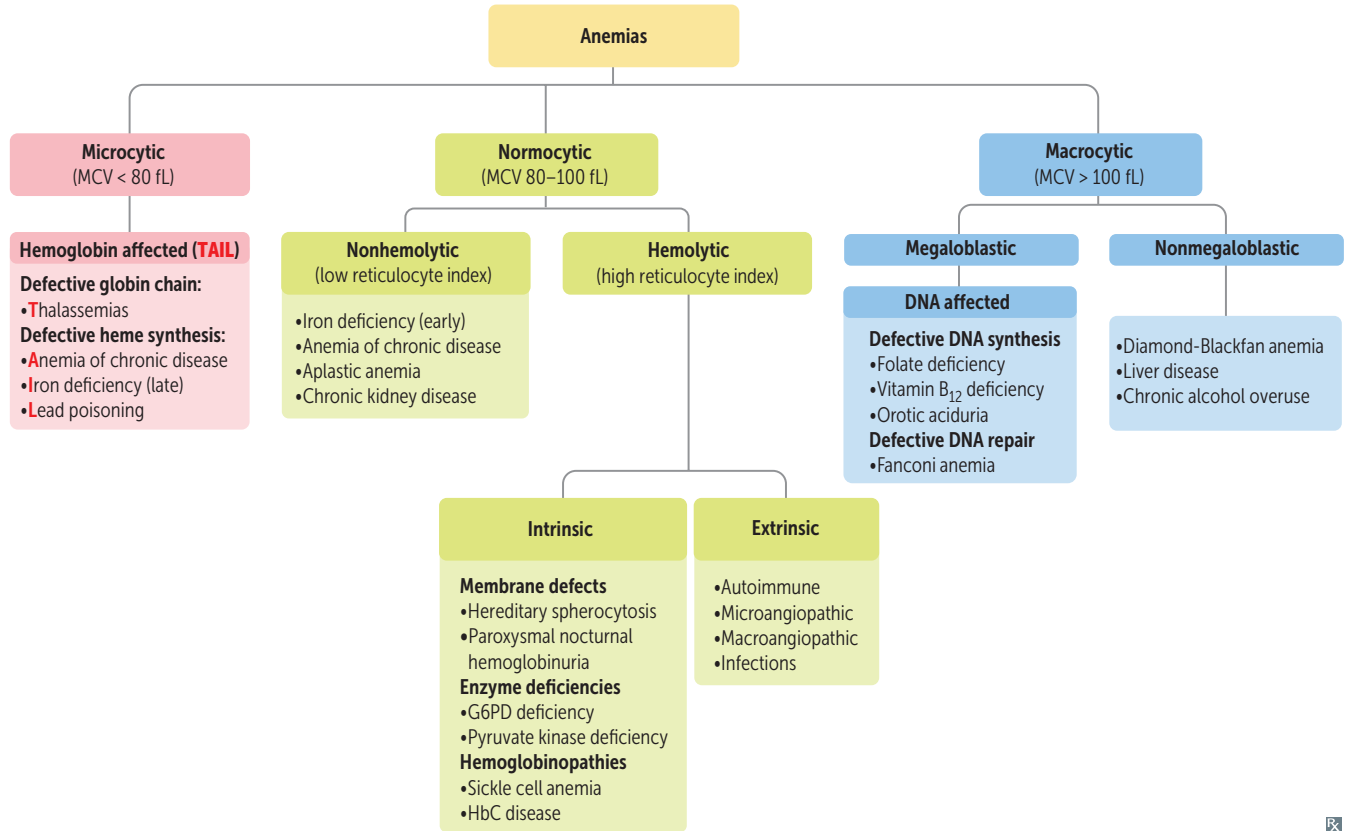 Anemias
Microcytic
(MCV < 80 fL)
Normocytic
(MCV 80–100 fL)
Macrocytic
(MCV > 100 fL)
Hemoglobin affected (TAIL)
Defective globin chain:
•Thalassemias
Defective heme synthesis:
•Anemia of chronic disease
•Iron deficiency (late)
•Lead poisoning
Nonhemolytic
(low reticulocyte index)
•Iron deficiency (early)
•Anemia of chronic disease
•Aplastic anemia
•Chronic kidney disease
Hemolytic
(high reticulocyte index)
Megaloblastic
DNA affected
Defective DNA synthesis
•Folate deficiency
•Vitamin B12 deficiency
•Orotic aciduria
Defective DNA repair
•Fanconi anemia
Nonmegaloblastic
•Diamond-Blackfan anemia
•Liver disease
•Chronic alcohol overuse
Intrinsic
Membrane defects
•Hereditary spherocytosis
•Paroxysmal nocturnal
hemoglobinuria
Enzyme deficiencies
•G6PD deficiency
•Pyruvate kinase deficiency
Hemoglobinopathies
•Sickle cell anemia
•HbC disease
Extrinsic
•Autoimmune
•Microangiopathic
•Macroangiopathic
•Infections
℞